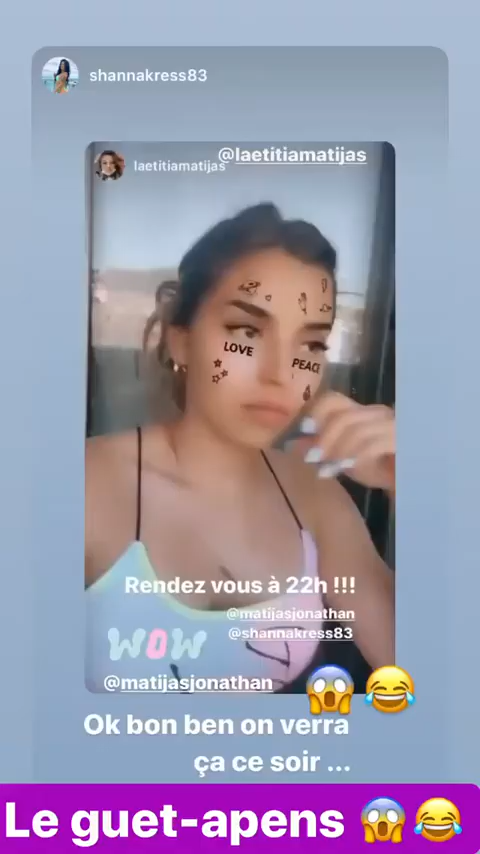 shannakress83
@laetitiamatijas
laetitiamatijas
LOVE
PEACE
Rendez vous à 22h !!!
@matijasjonathan
@shannakress83
WOW
@matijasjonathan
😱 😂
Ok bon ben on verra
ça ce soir ...
Le guet-apens 😱😂